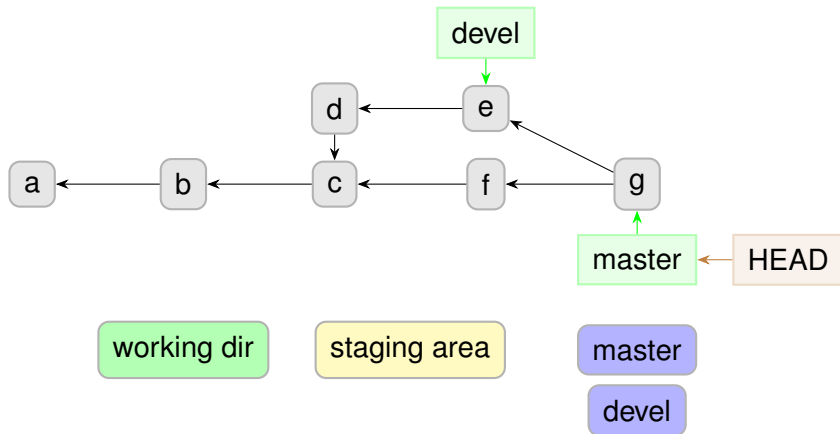 devel
d
e
a
b
c
f
g
master
HEAD
working dir
staging area
master
devel